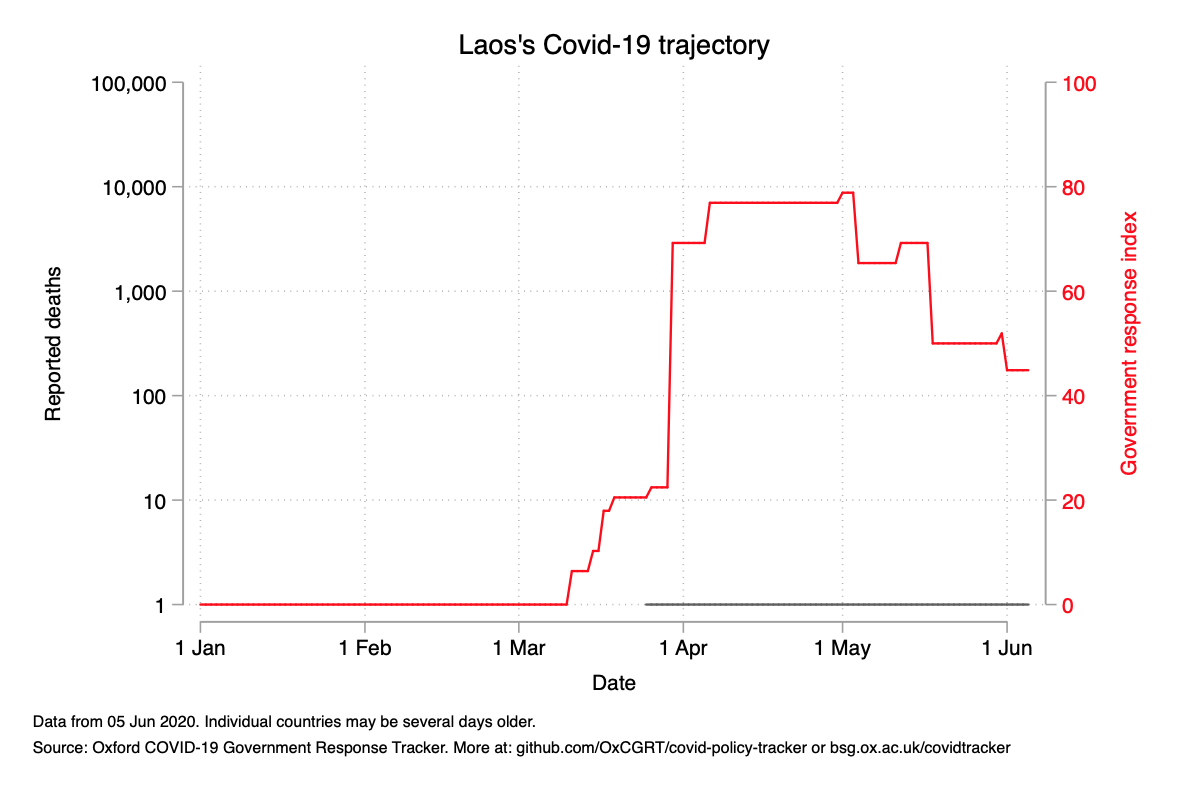 Laos's Covid-19 trajectory
100,000
10,000
1,000
100
10
1
Reported deaths
100
80
60
40
20
0
Government response index
1 Jan
1 Feb
1 Mar
1 Apr
1 May
1 Jun
Date
Data from 05 Jun 2020. Individual countries may be several days older.
Source: Oxford COVID-19 Government Response Tracker. More at: github.com/OxCGRT/covid-policy-tracker or bsg.ox.ac.uk/covidtracker